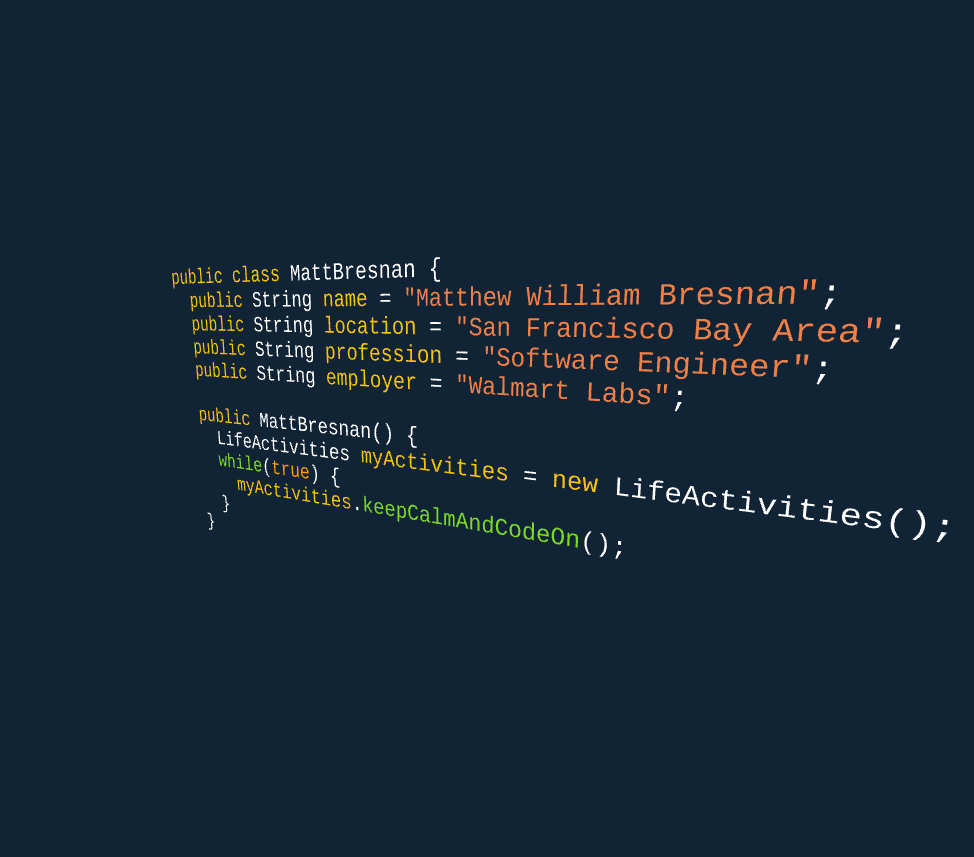 public class MattBresnan {
public String name = "Matthew William Bresnan";
public String location = "San Francisco Bay Area";
public String profession = "Software Engineer";
public String employer = "Walmart Labs";
public MattBresnan() {
LifeActivities myActivities = new LifeActivities();
while(true) {
myActivities.keepCalmAndCodeOn();
}
}